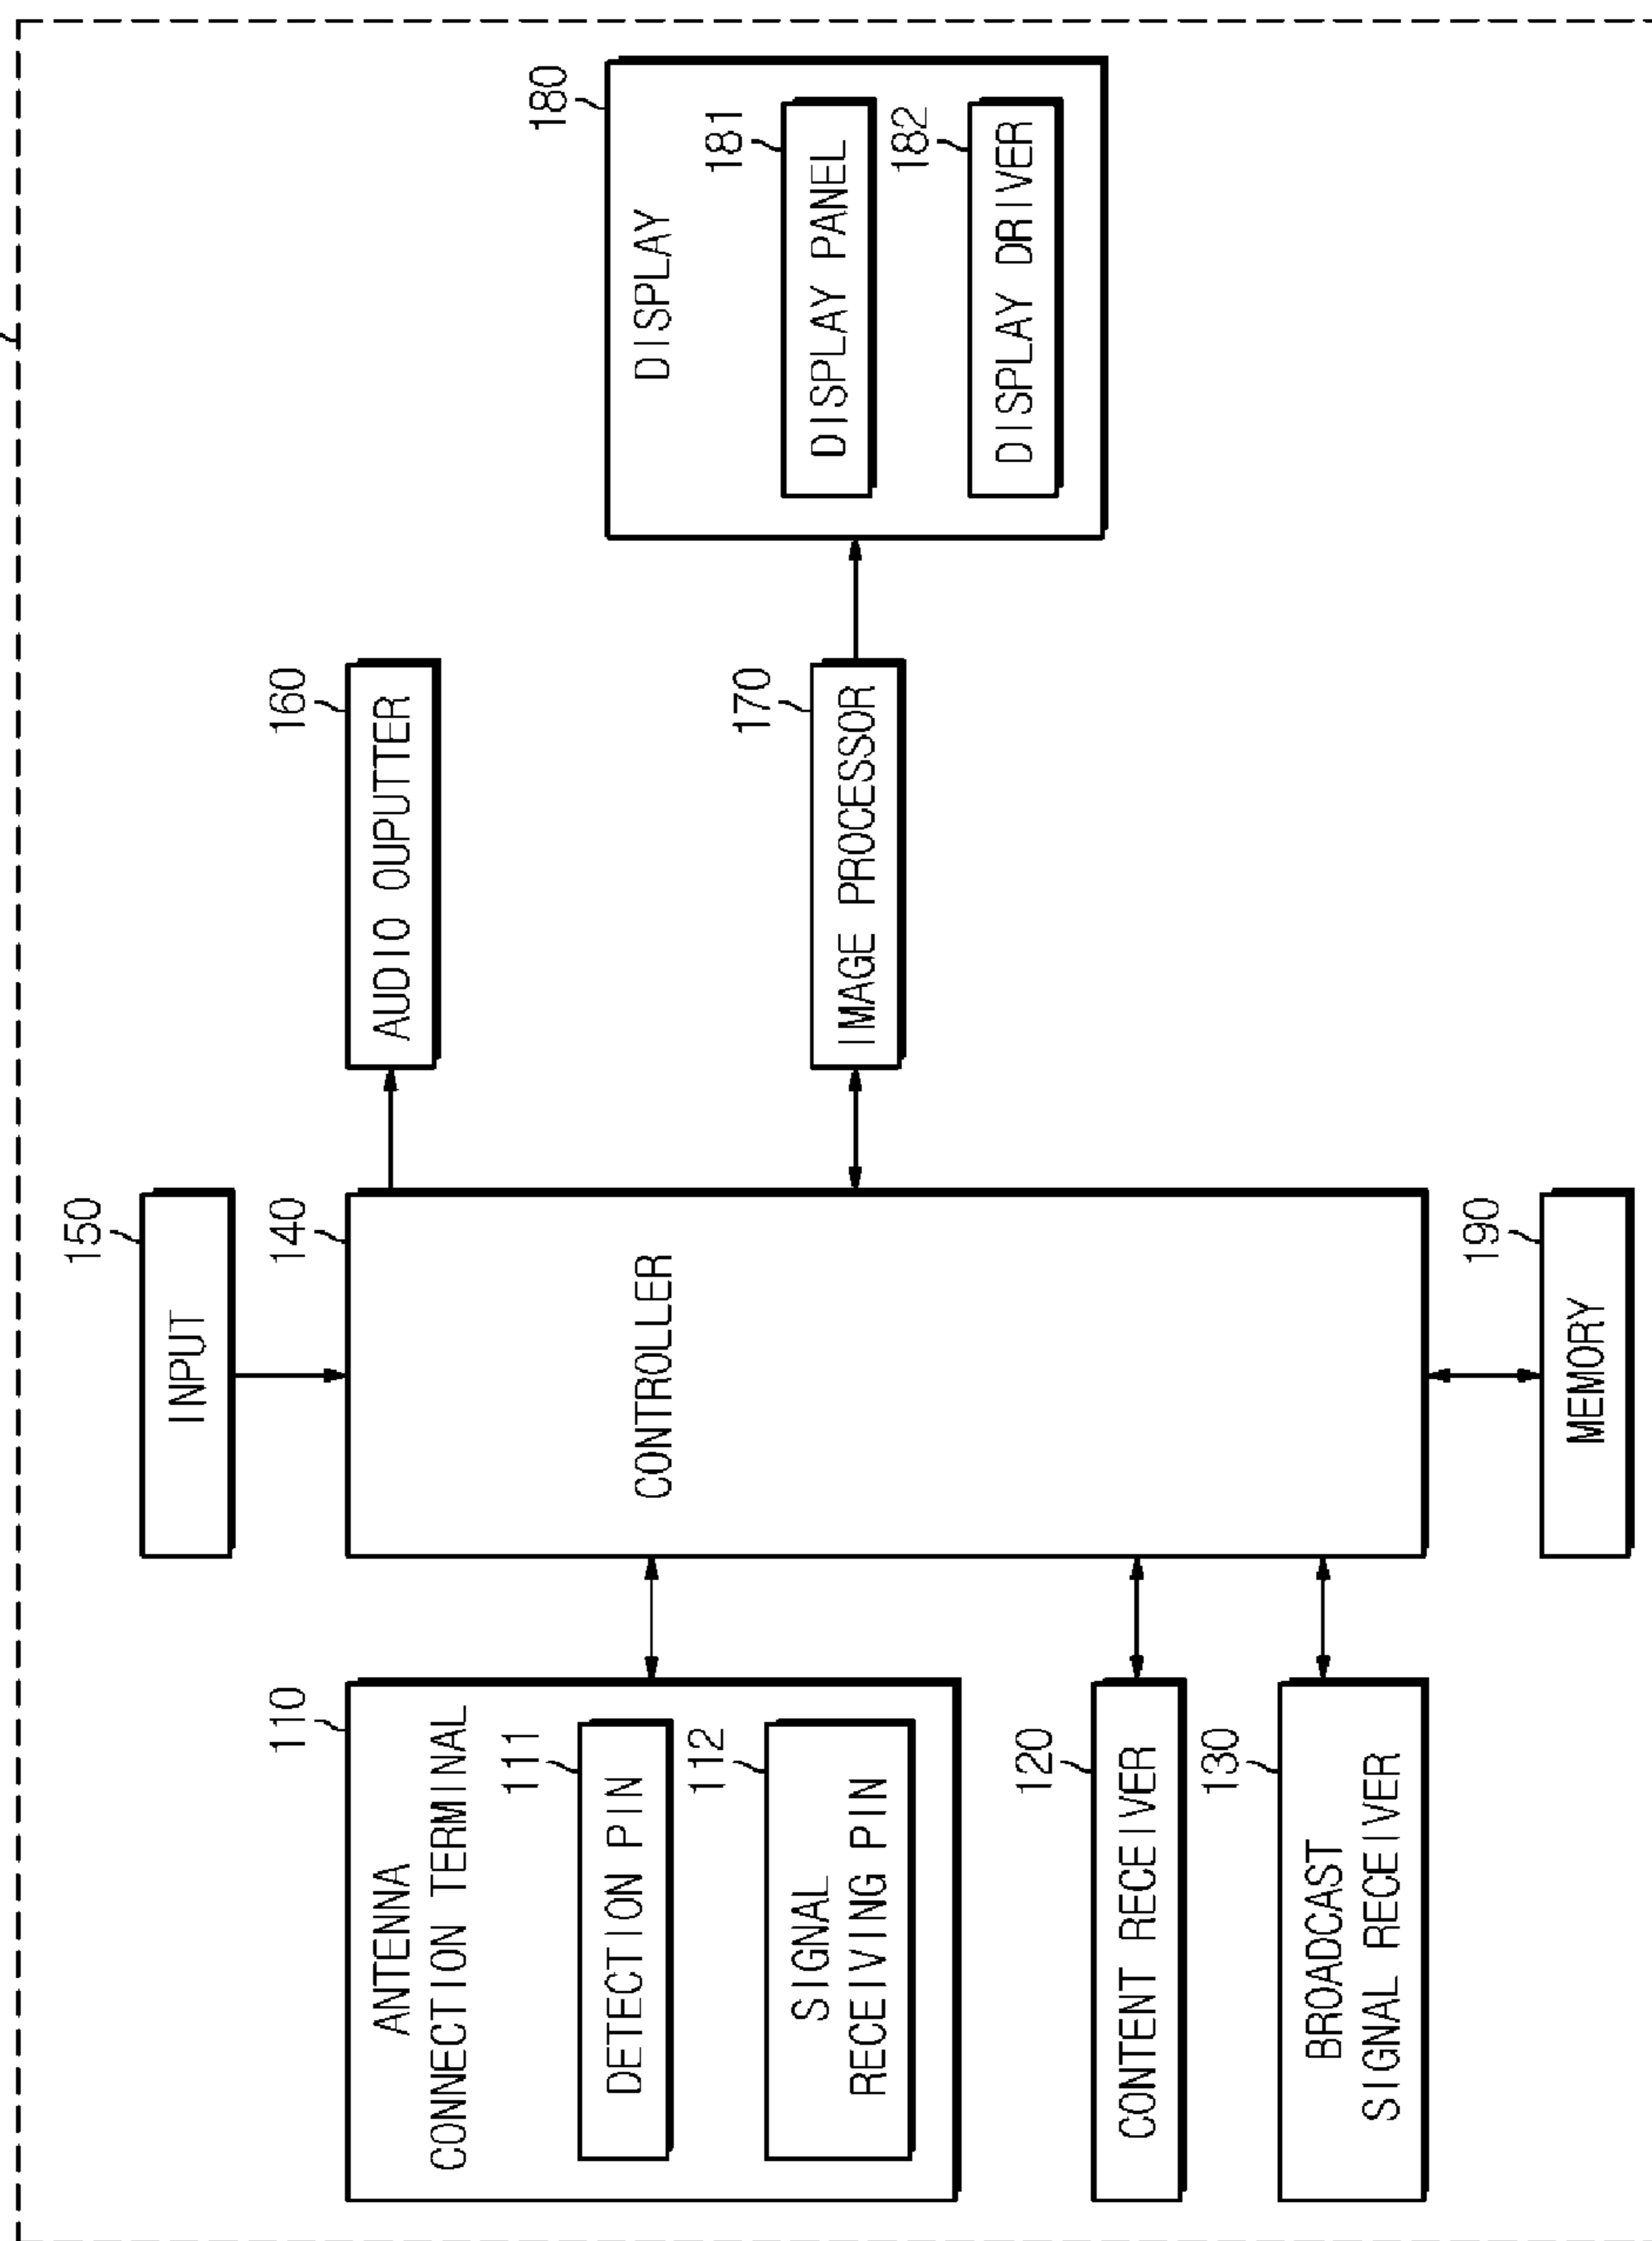 150
INPUT
110
ANTENNA
CONNECTION TERMINAL
111
DETECTION PIN
112
SIGNAL
RECEIVING PIN
120
CONTENT RECEIVER
130
BROADCAST
SIGNAL RECEIVER
140
CONTROLLER
160
AUDIO OUPUTTER
170
IMAGE PROCESSOR
180
DISPLAY
181
DISPLAY PANEL
182
DISPLAY DRIVER
190
MEMORY